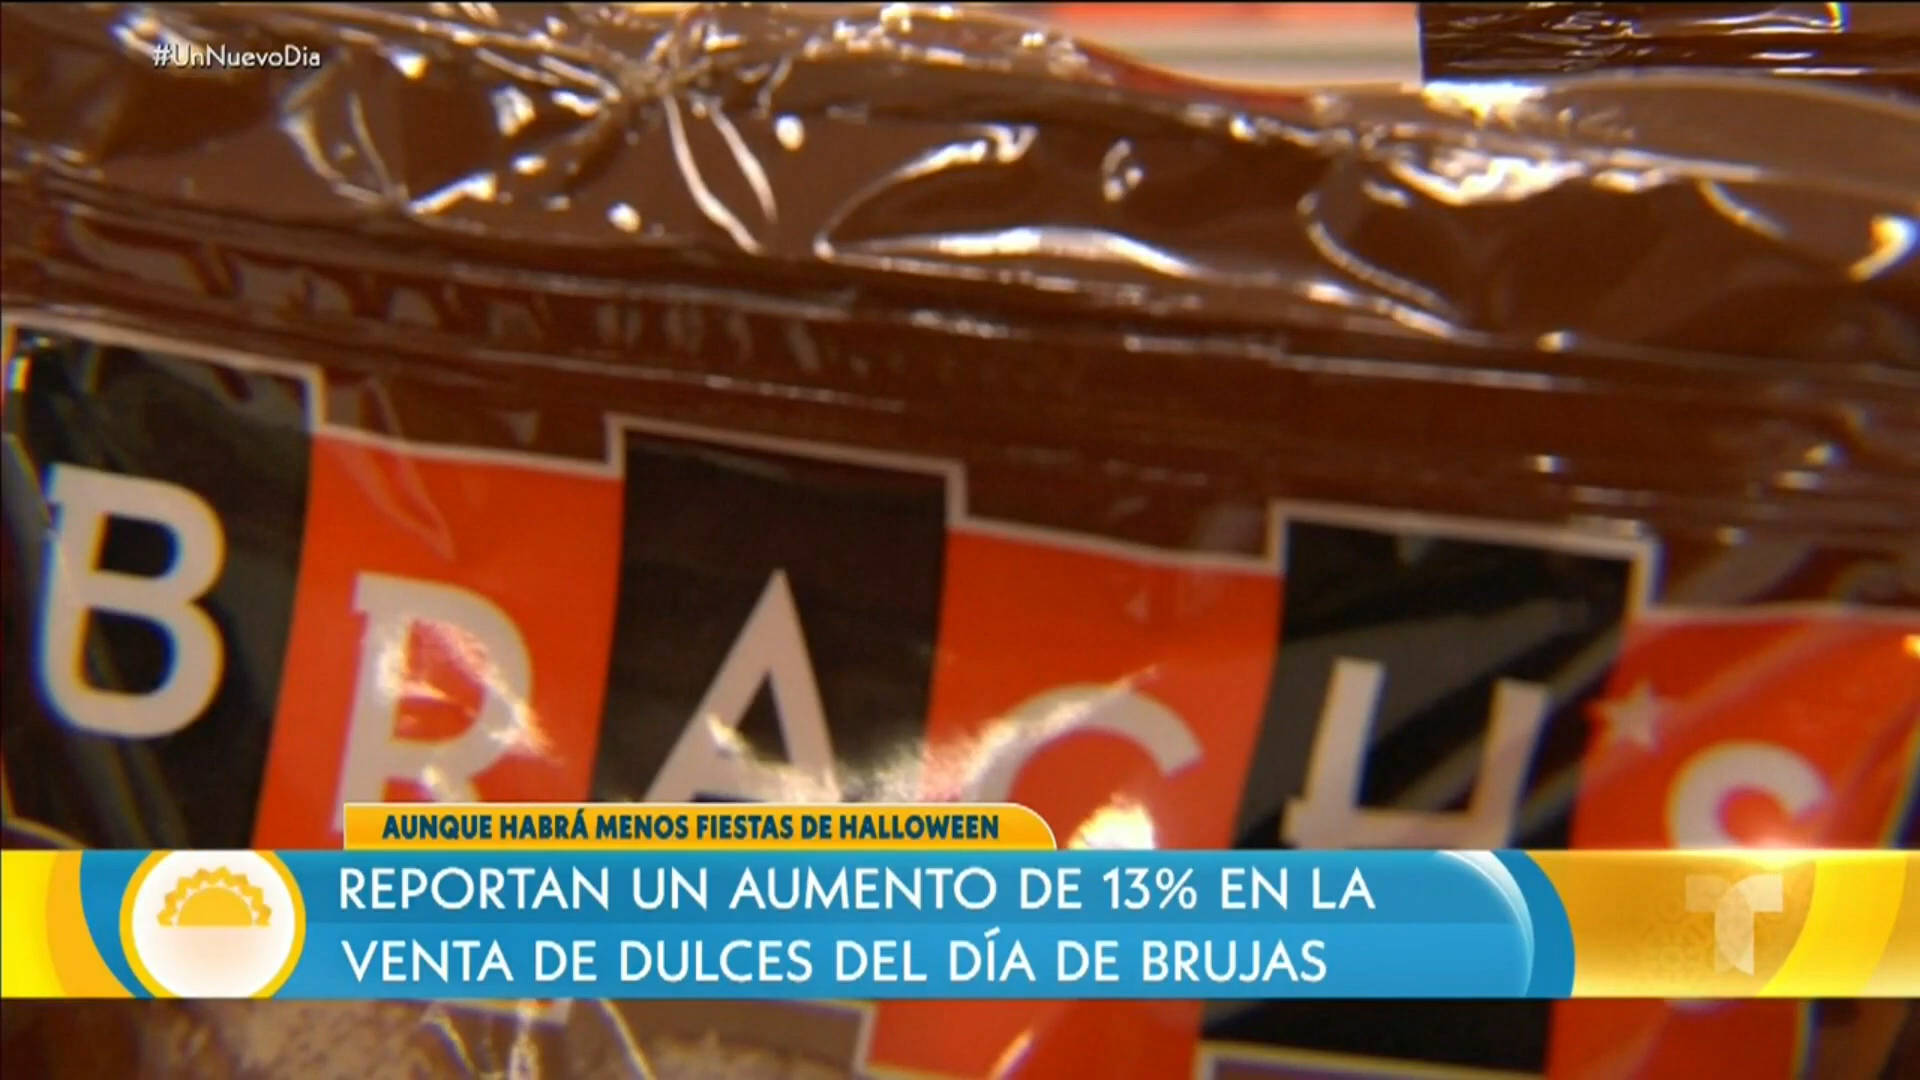 #UnNuevoDia
BRACH'S
AUNQUE HABRÁ MENOS FIESTAS DE HALLOWEEN
REPORTAN UN AUMENTO DE 13% EN LA
VENTA DE DULCES DEL DÍA DE BRUJAS
T